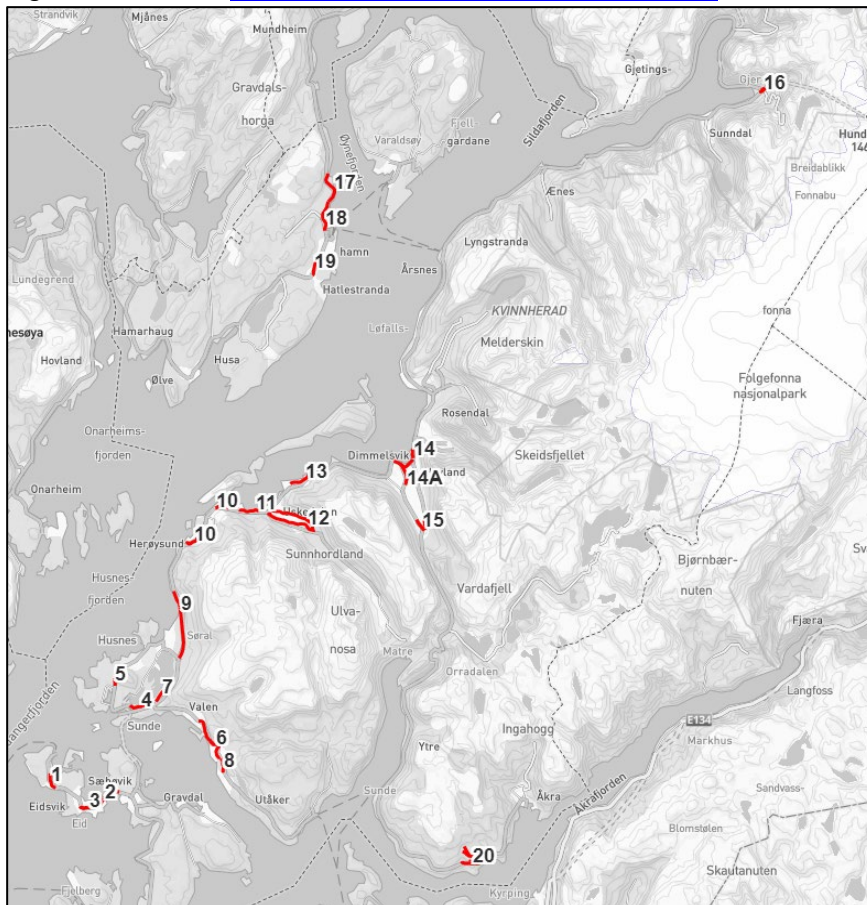 Strandvik
Mjånes
Mundheim
Gravdals-
horga
Gjetings-
Gjer
16
Sildafjorden
Varaldsøy
Fjell-
gardane
Øynefjorden
Sunndal
Hund
146
Breidablikk
Fonnabu
17
Ænes
18
hamn
Lyngstranda
Årsnes
19
Hatlestranda
Lundegrend
KVINNHERAD
Melderskin
fonna
nesøya
Hamarhaug
Hovland
Løfalls-
Husa
Ølve
Folgefonna
nasjonalpark
Rosendal
Onarheims-
fjorden
Dimmelsvik
14
Skeidsfjellet
14A
13
Onarheim
10
11
12
15
Herøysund
10
Sunnhordland
Bjørnbær-
nuten
Husnes
fjorden
Vardafjell
9
Ulva
nosa
Fjæra
Husnes
Søral
Matre
5
Orradalen
Langfoss
7
4
Valen
E134
Markhus
Sunde
6
Ytre
Ingahogg
8
Sunde
Åkrafjorden
Sandvass-
1
Sæbøvik
2
3
Eidsvik
Eid
Gravdal
Utåker
Åkra
Blomstølen
20
Skautanuten
Fjelberg
Kyrping